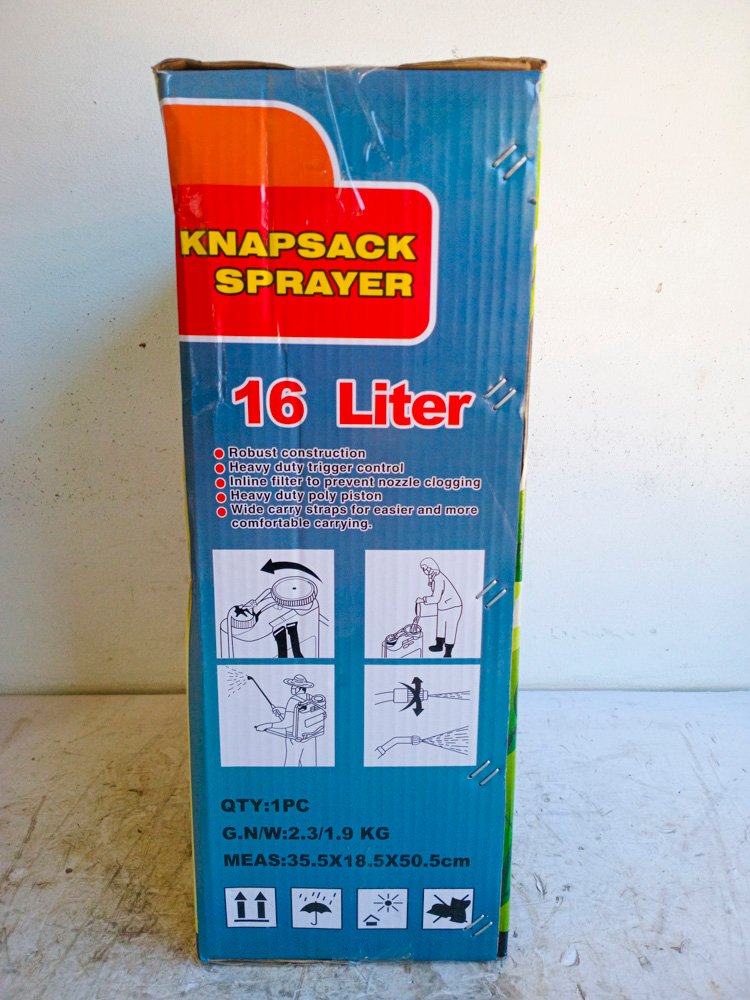 KNAPSACK
SPRAYER
16 Liter
Robust construction
Heavy duty trigger control
Inline filter to prevent nozzle clogging
Heavy duty poly piston
Wide carry straps for easier and more
comfortable carrying.
QTY:1PC
G.N/W:2.3/1.9 KG
MEAS:35.5X18.5X50.5cm